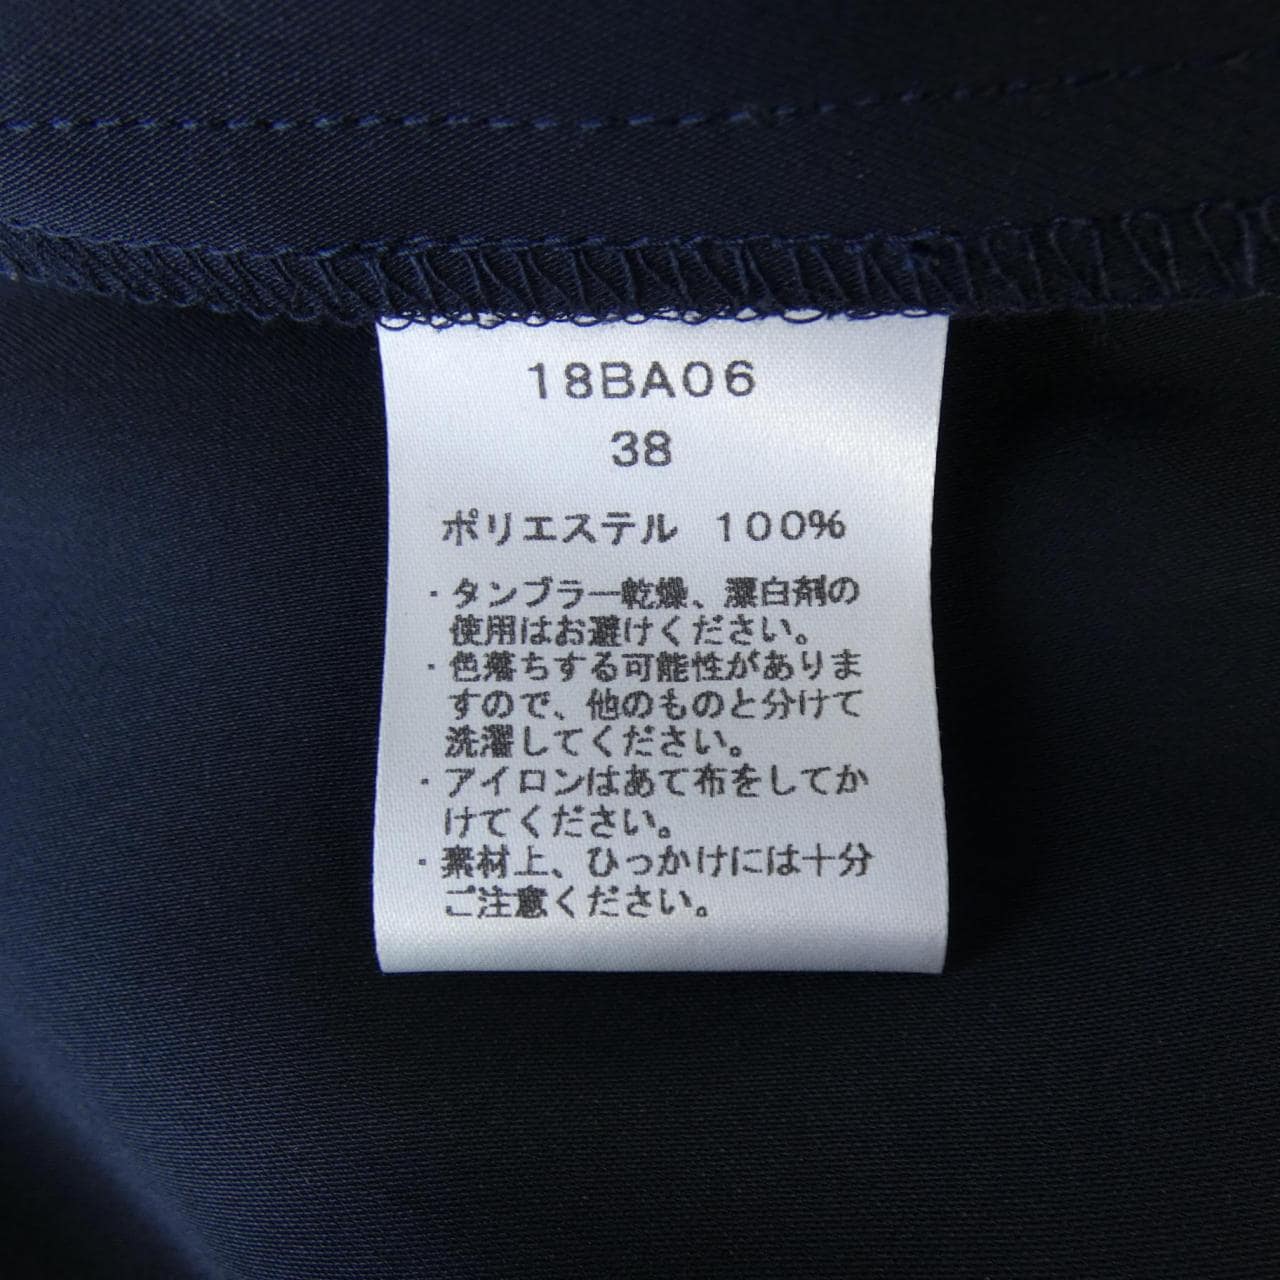 18BA06
38
ポリエステル 100%
・タンブラー乾燥、漂白剤の
使用はお避けください。
・色落ちする可能性がありま
すので、他のものと分けて
洗濯してください。
・アイロンはあて布をしてか
けてください。
・素材上、ひっかけには十分
ご注意ください。